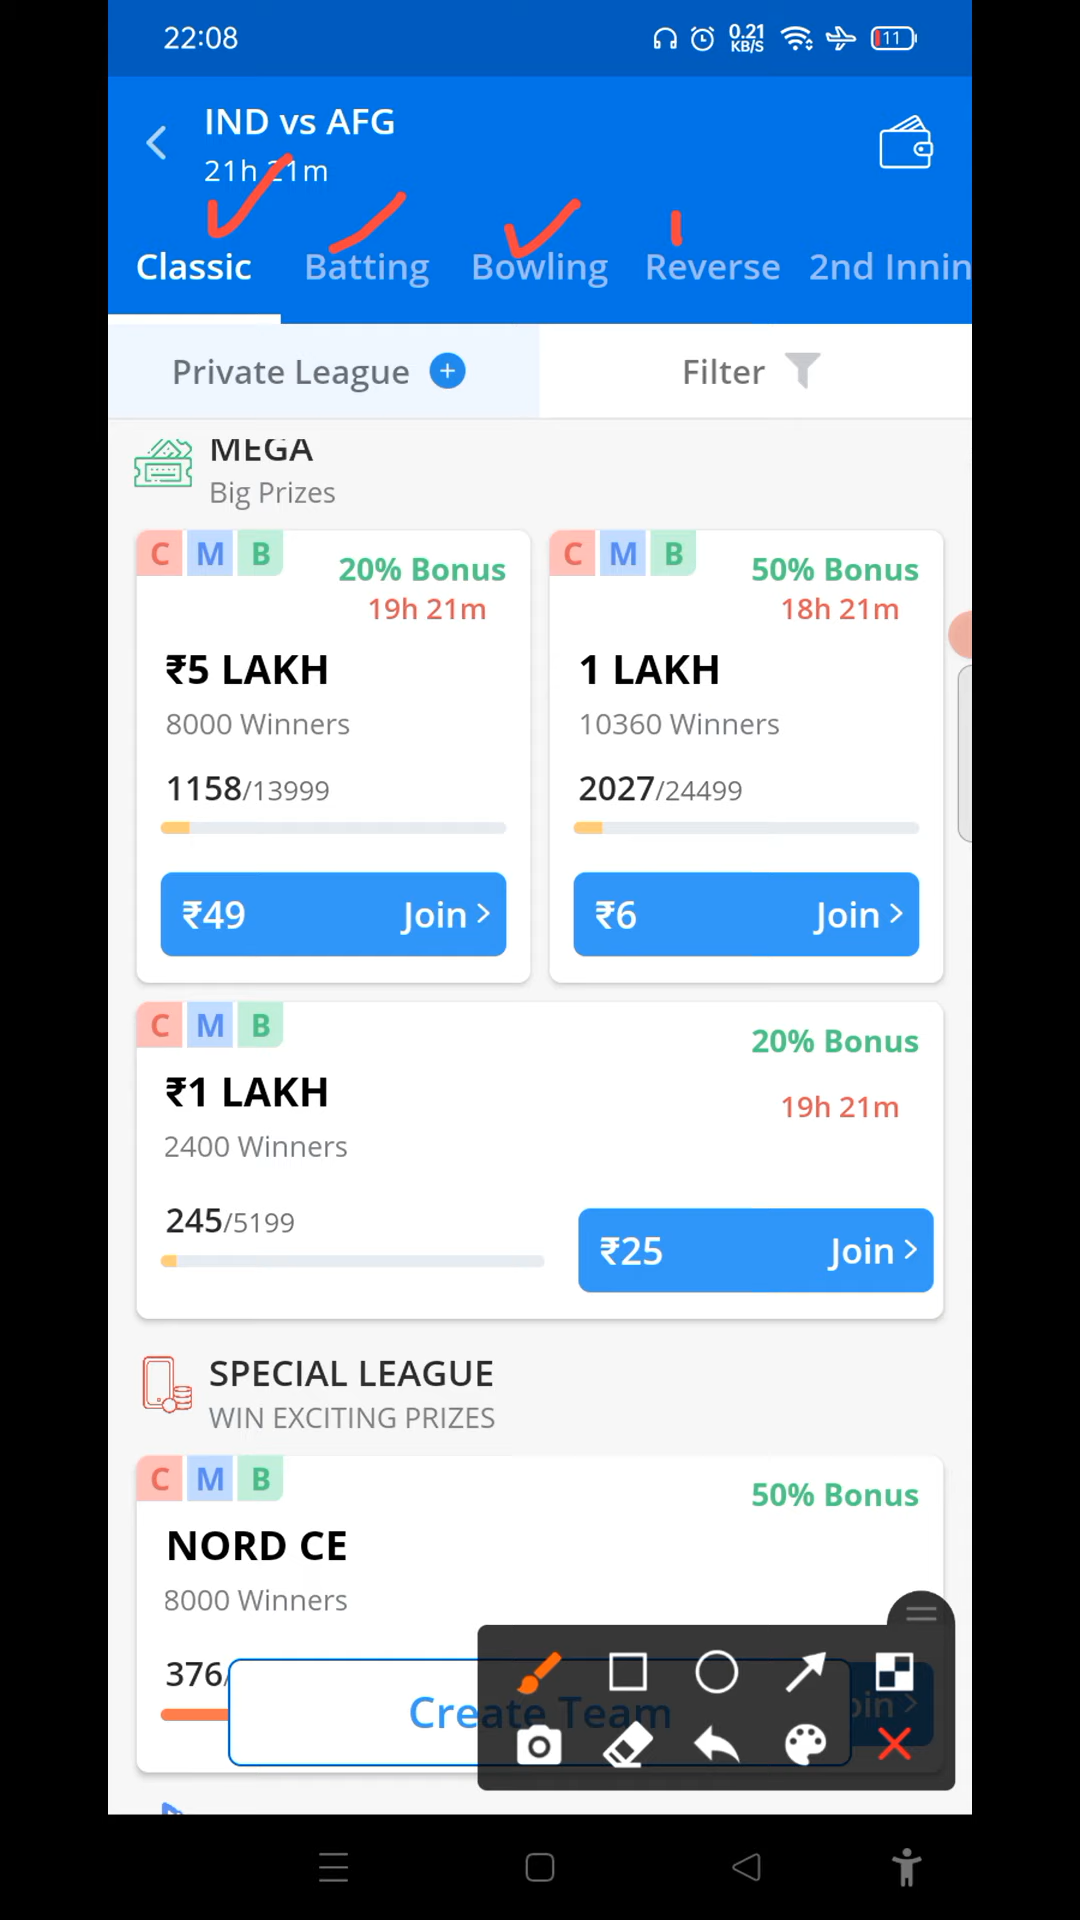 22:08
0.21 KB/S
11
IND vs AFG
21h 21m
Classic Batting Bowling Reverse 2nd Innin
Private League +
Filter
MEGA
Big Prizes
C M B
20% Bonus
19h 21m
₹5 LAKH
8000 Winners
1158/13999
₹49 Join >
C M B
50% Bonus
18h 21m
1 LAKH
10360 Winners
2027/24499
₹6 Join >
C M B
20% Bonus
19h 21m
₹1 LAKH
2400 Winners
245/5199
₹25 Join >
SPECIAL LEAGUE
WIN EXCITING PRIZES
C M B
50% Bonus
NORD CE
8000 Winners
376/
Create Team
oin >